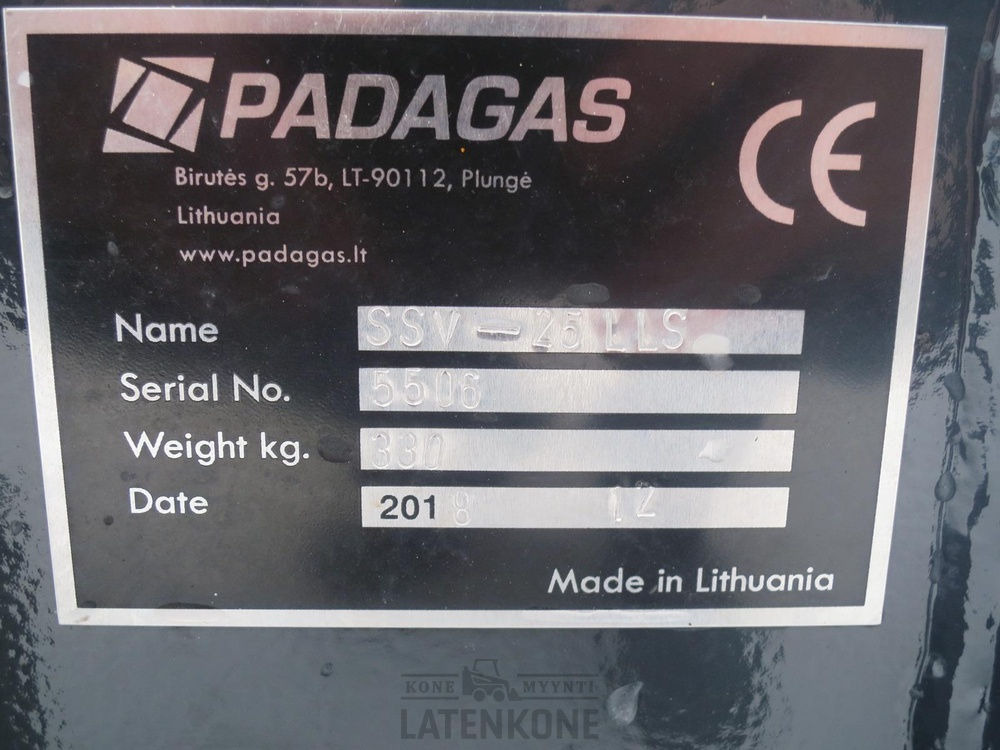 PADAGAS
CE
Birutės g. 57b, LT-90112, Plungė
Lithuania
www.padagas.lt
Name SSV-25 LLS
Serial No. 5506
Weight kg. 330
Date 2018 12
Made in Lithuania
KONE MYYNTI
LATENKONE